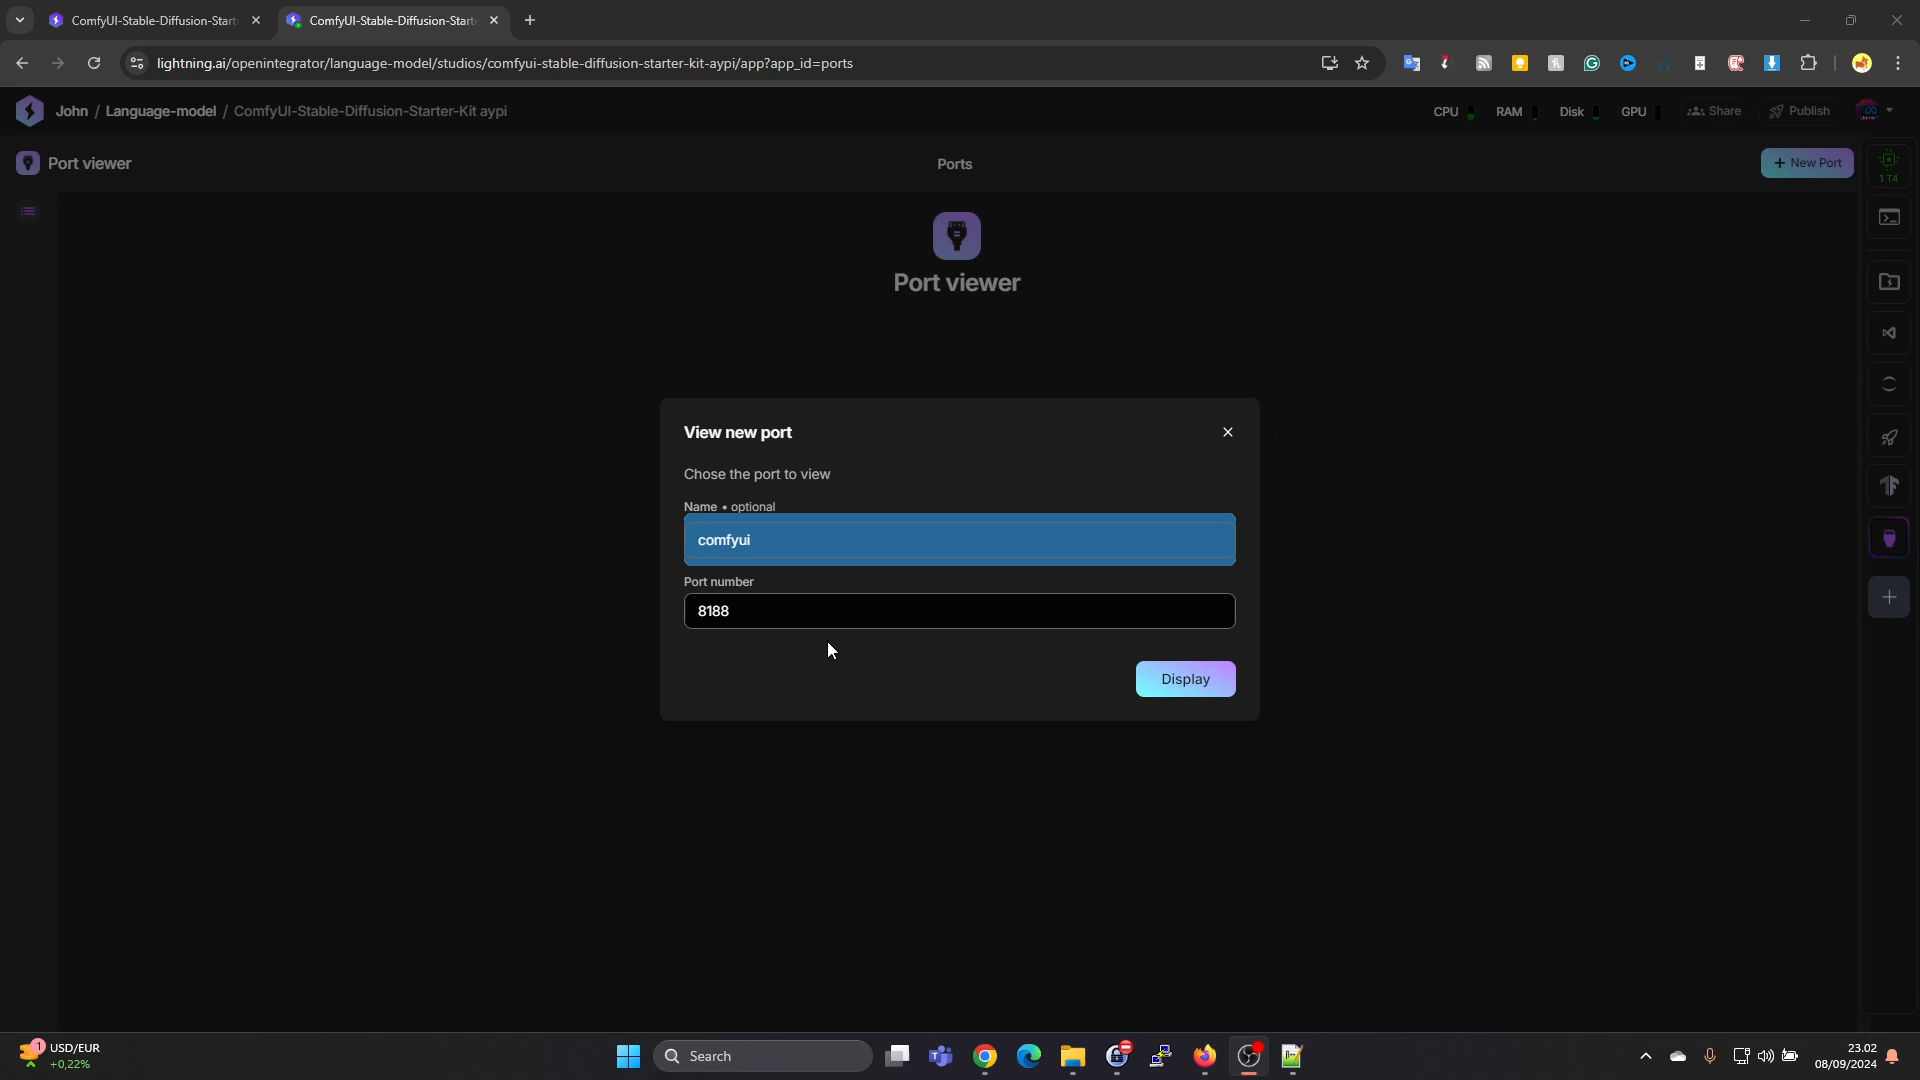 ComfyUI-Stable-Diffusion-Start
ComfyUI-Stable-Diffusion-Start
lightning.ai/openintegrator/language-model/studios/comfyui-stable-diffusion-starter-kit-aypi/app?app_id=ports
John / Language-model / ComfyUI-Stable-Diffusion-Starter-Kit aypi
CPU RAM Disk GPU Share Publish
Port viewer
Ports
+ New Port
1 T4
Port viewer
View new port
Chose the port to view
Name • optional
comfyui
Port number
8188
Display
1
USD/EUR
+0,22%
Search
23.02
08/09/2024